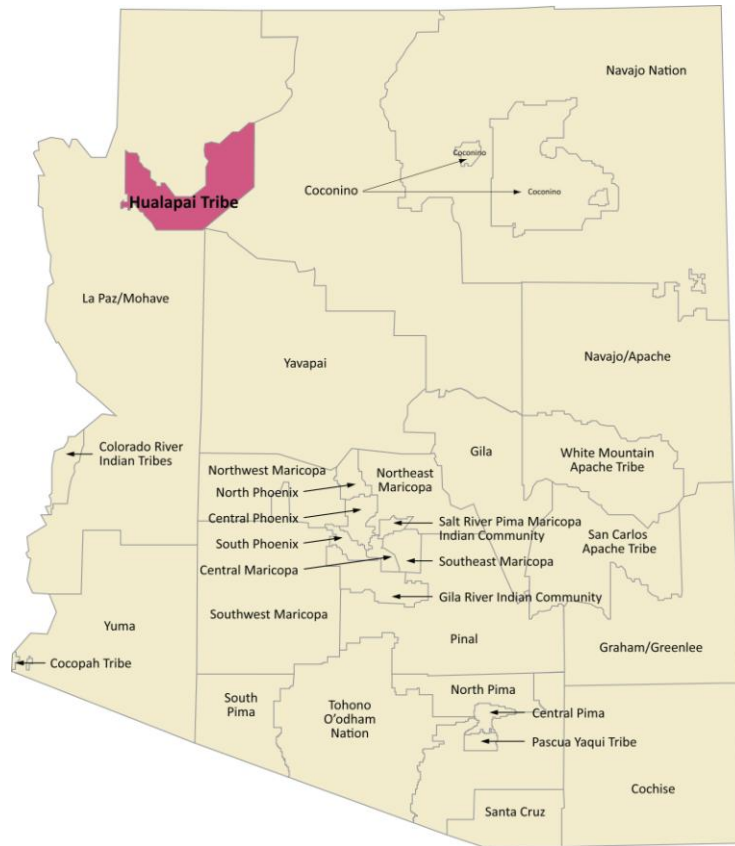 Navajo Nation
Coconino
Coconino
Coconino
Hualapai Tribe
La Paz/Mohave
Navajo/Apache
Yavapai
Colorado River
Indian Tribes
Gila
White Mountain
Apache Tribe
Northwest Maricopa
Northeast
Maricopa
North Phoenix
Central Phoenix
Salt River Pima Maricopa
Indian Community
San Carlos
Apache Tribe
South Phoenix
Central Maricopa
Southeast Maricopa
Gila River Indian Community
Southwest Maricopa
Yuma
Pinal
Graham/Greenlee
Cocopah Tribe
South
Pima
Tohono
O'odham
Nation
North Pima
Central Pima
Pascua Yaqui Tribe
Cochise
Santa Cruz